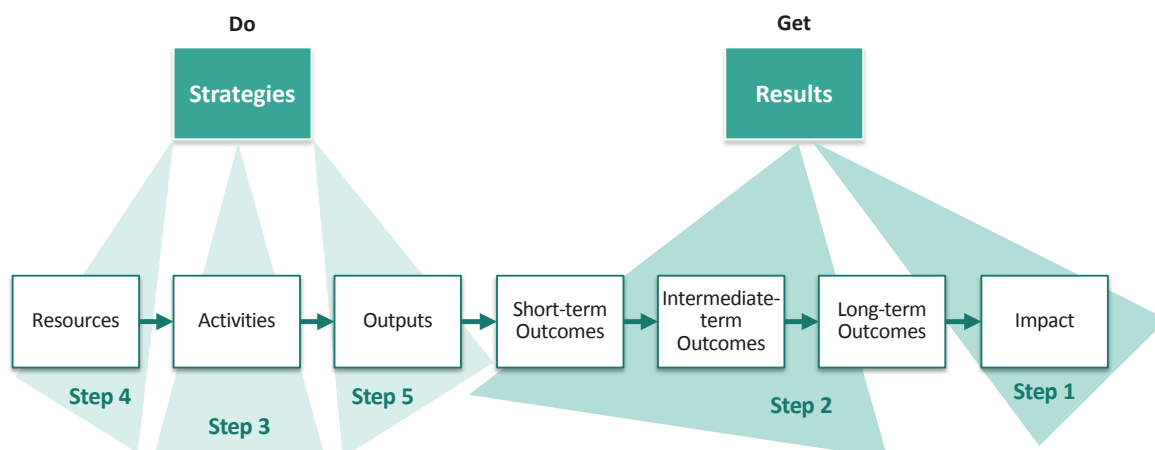 Do
Get
Strategies
Results
Resources
Activities
Outputs
Short-term
Outcomes
Intermediate-
term
Outcomes
Long-term
Outcomes
Impact
Step 4
Step 3
Step 5
Step 2
Step 1